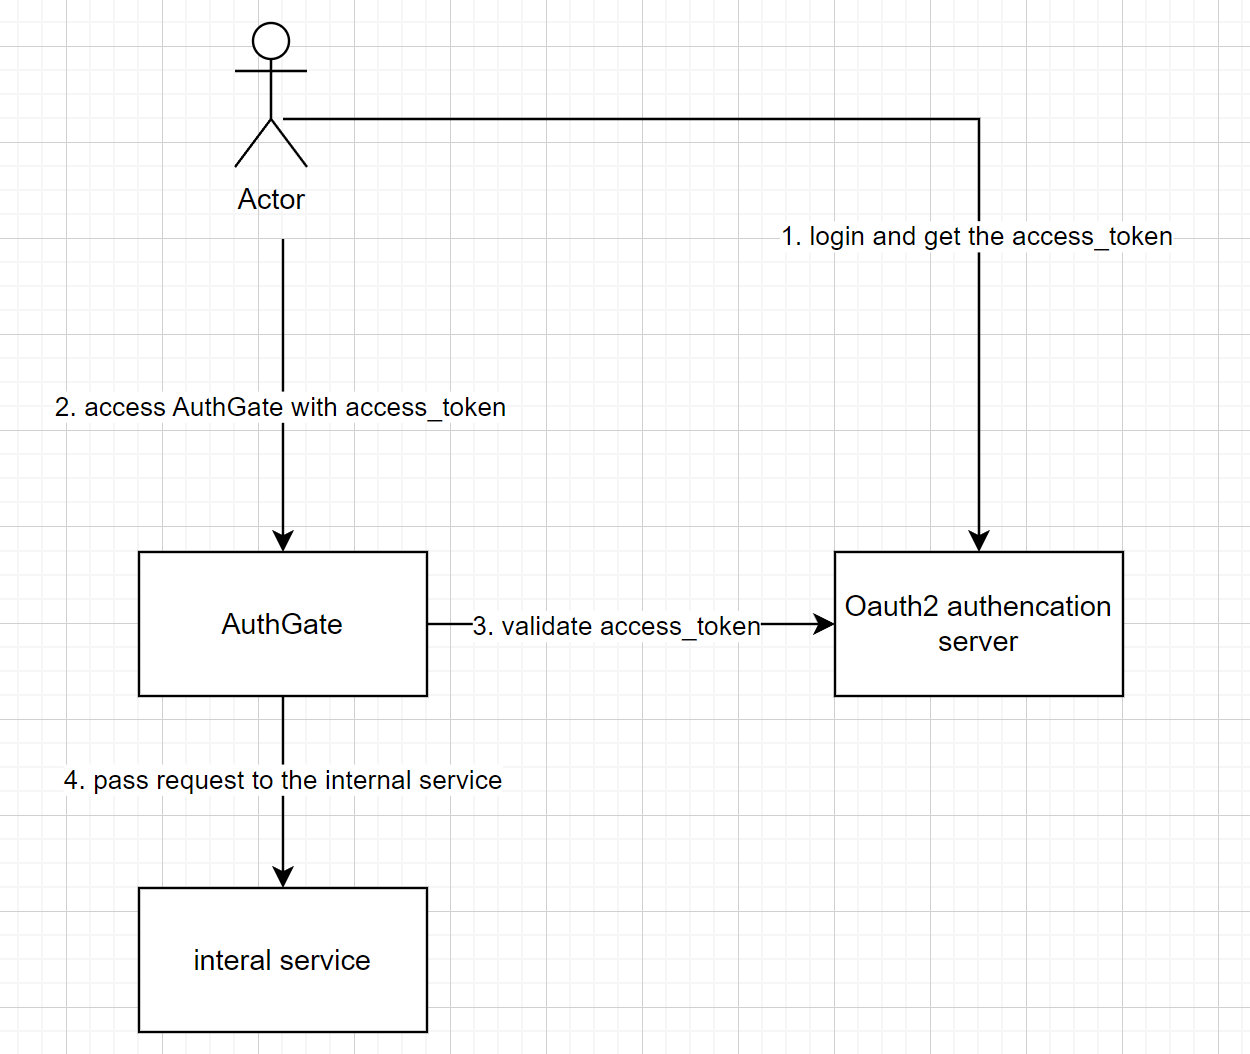 Actor
1. login and get the access_token
2. access AuthGate with access_token
AuthGate
3. validate access_token
Oauth2 authencation
server
4. pass request to the internal service
interal service